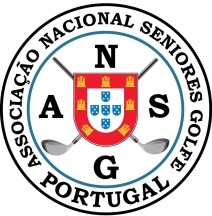 ASSOCIAÇÃO NACIONAL SENIORES GOLFE
N
A S
G
PORTUGAL